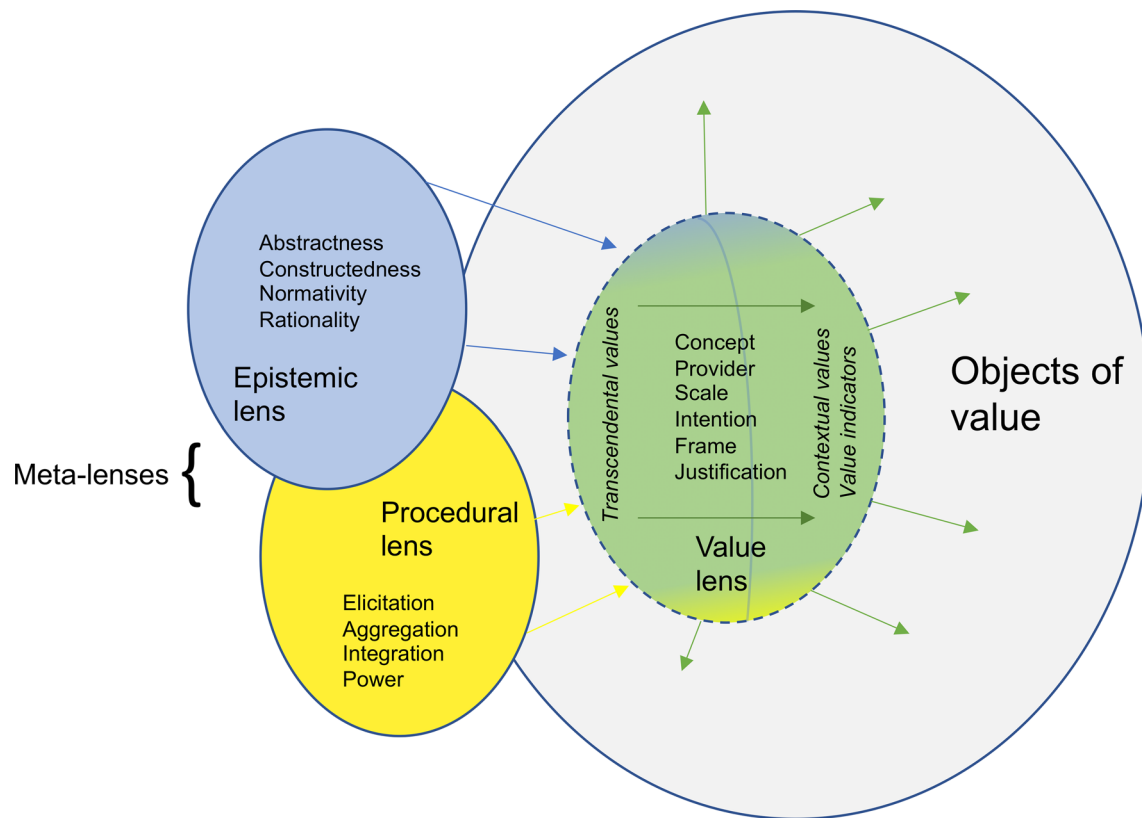 Abstractness
Constructedness
Normativity
Rationality
Epistemic
lens
Meta-lenses {
Procedural
lens
Elicitation
Aggregation
Integration
Power
Transcendental values
Concept
Provider
Scale
Intention
Frame
Justification
Contextual values
Value indicators
Value
lens
Objects of
value